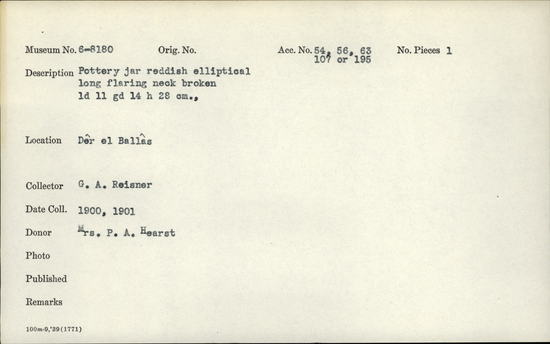 Museum No. 6-8180 Orig. No. Acc. No. 54, 56, 63 No. Pieces 1
107 or 195
Description Pottery jar reddish elliptical
long flaring neck broken
ld 11 gd 14 h 28 cm.,
Location Dêr el Ballâs
Collector G. A. Reisner
Date Coll. 1900, 1901
Donor Mrs. P. A. Hearst
Photo
Published
Remarks
100m-9,'39(1771)